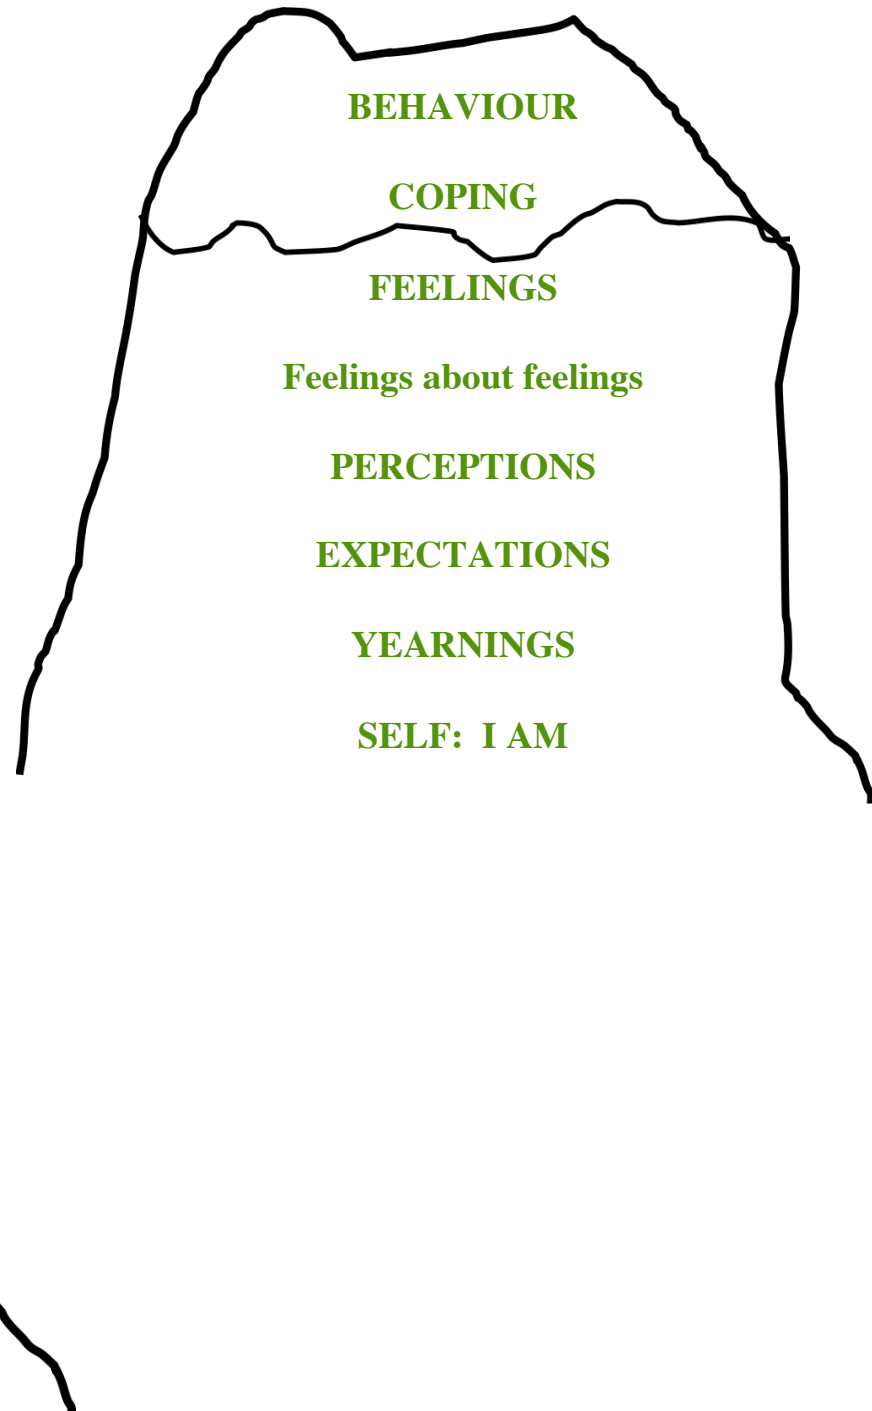 BEHAVIOUR
COPING
FEELINGS
Feelings about feelings
PERCEPTIONS
EXPECTATIONS
YEARNINGS
SELF:  I AM